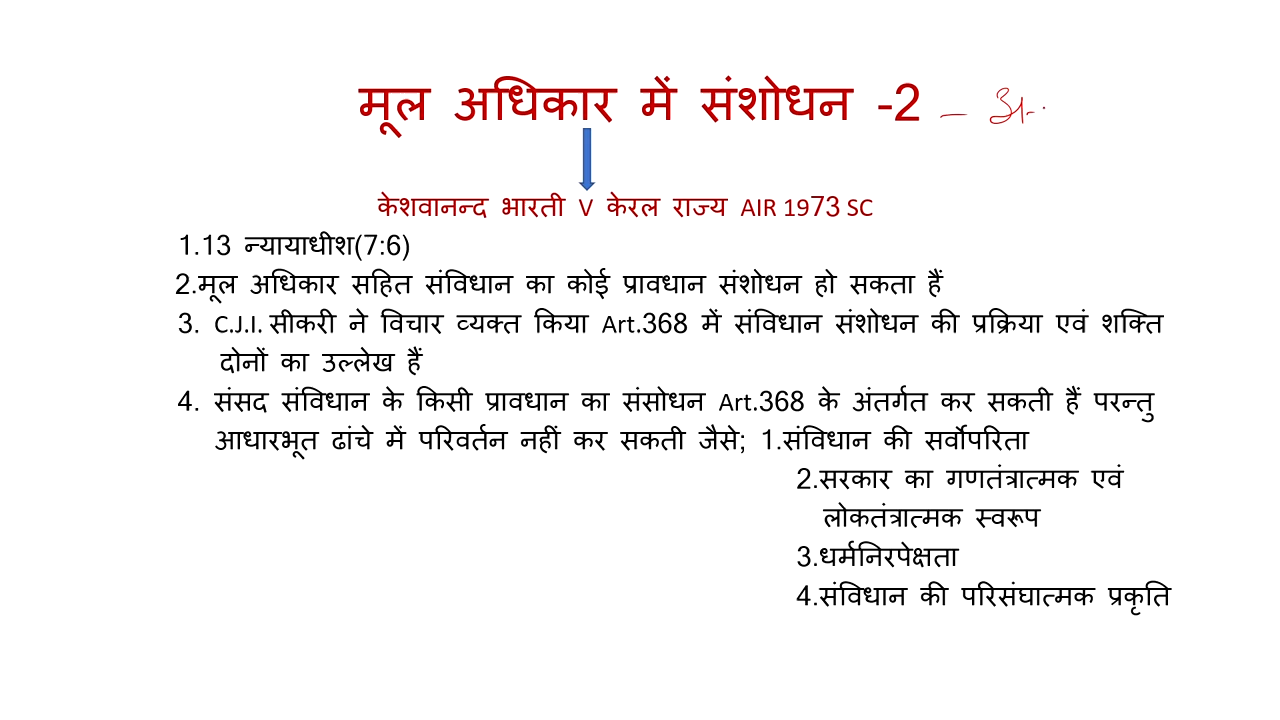 मूल अधिकार में संशोधन -2
केशवानन्द भारती V केरल राज्य AIR 1973 SC
1.13 न्यायाधीश(7:6)
2.मूल अधिकार सहित संविधान का कोई प्रावधान संशोधन हो सकता हैं
3. C.J.I. सीकरी ने विचार व्यक्त किया Art.368 में संविधान संशोधन की प्रक्रिया एवं शक्ति
दोनों का उल्लेख हैं
4. संसद संविधान के किसी प्रावधान का संसोधन Art.368 के अंतर्गत कर सकती हैं परन्तु
आधारभूत ढांचे में परिवर्तन नहीं कर सकती जैसे; 1.संविधान की सर्वोपरिता
2.सरकार का गणतंत्रात्मक एवं
लोकतंत्रात्मक स्वरूप
3.धर्मनिरपेक्षता
4.संविधान की परिसंघात्मक प्रकृति